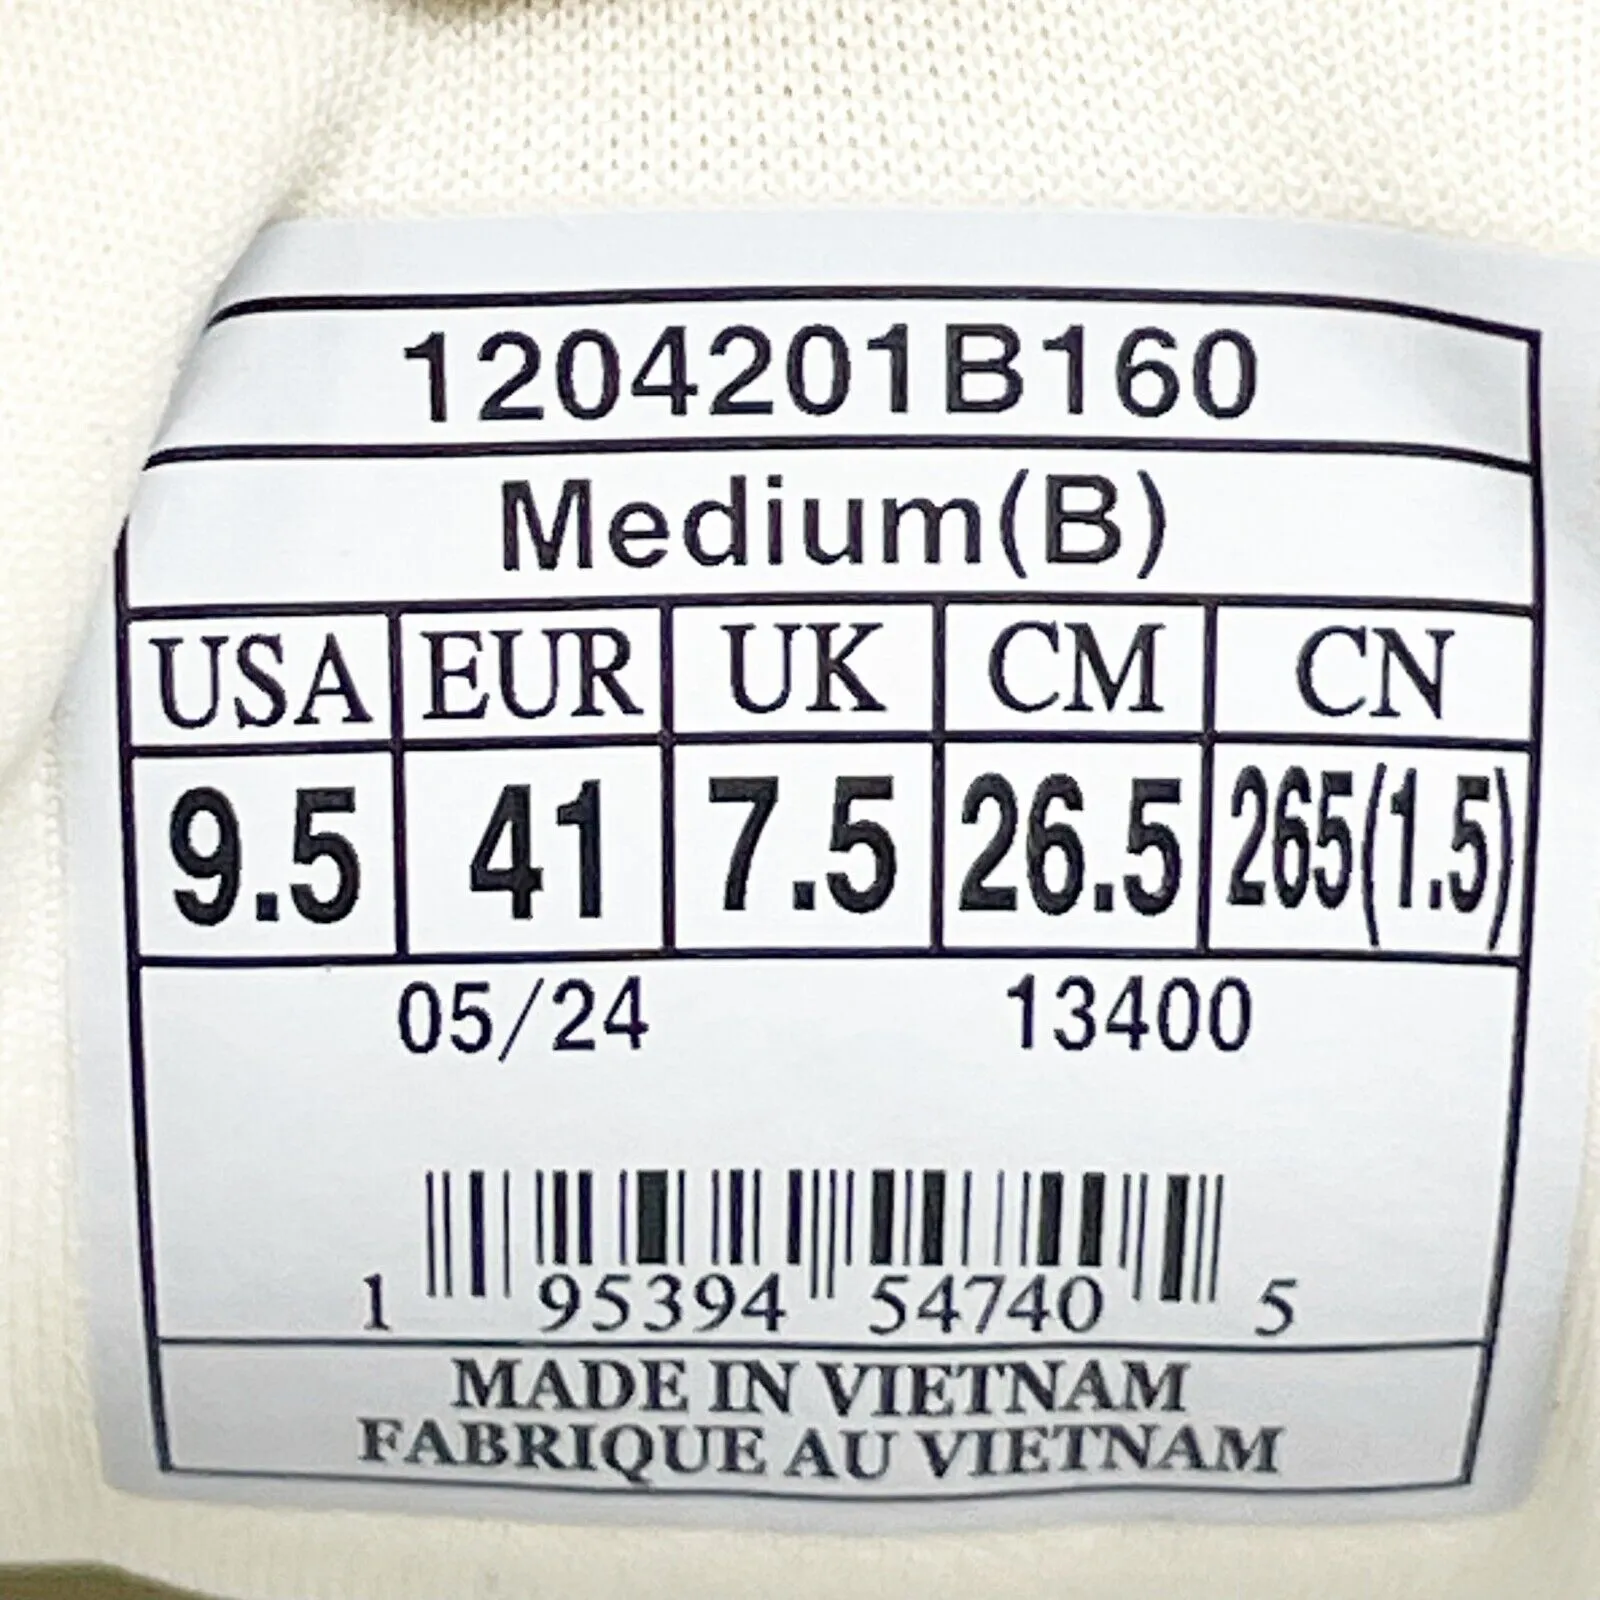 1204201B160
Medium(B)
USA EUR UK CM CN
9.5 41 7.5 26.5 265(1.5)
05/24 13400
1 95394 54740 5
MADE IN VIETNAM
FABRIQUE AU VIETNAM